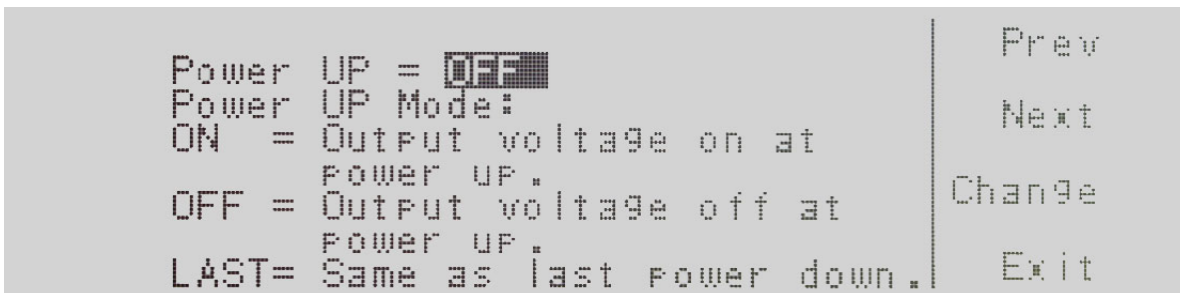 Power UP = OFF
Power UP Mode:
ON = Output voltage on at
power up.
OFF = Output voltage off at
power up.
LAST= Same as last power down.
Prev
Next
Change
Exit